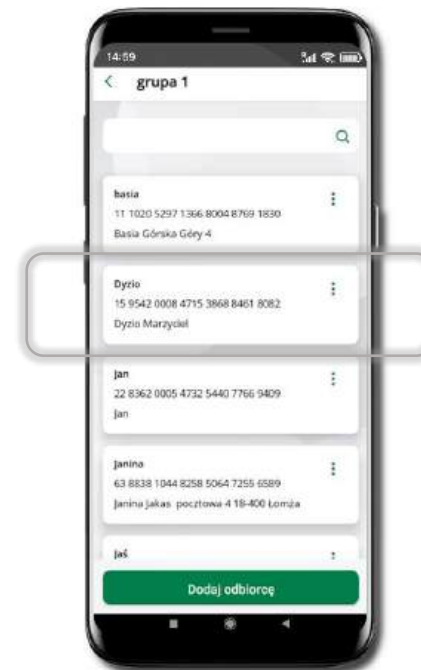 14:59
grupa 1
basia
11 1020 5297 1366 8004 8769 1830
Basia Górska Góry 4
Dyzio
15 9542 0008 4715 3868 8461 8082
Dyzio Marzyciel
Jan
22 8362 0005 4732 5440 7766 9409
Jan
Janina
63 8838 1044 8258 5064 7255 6589
Janina Jakas pocztowa 4 18-400 Łomża
Jaś
Dodaj odbiorcę